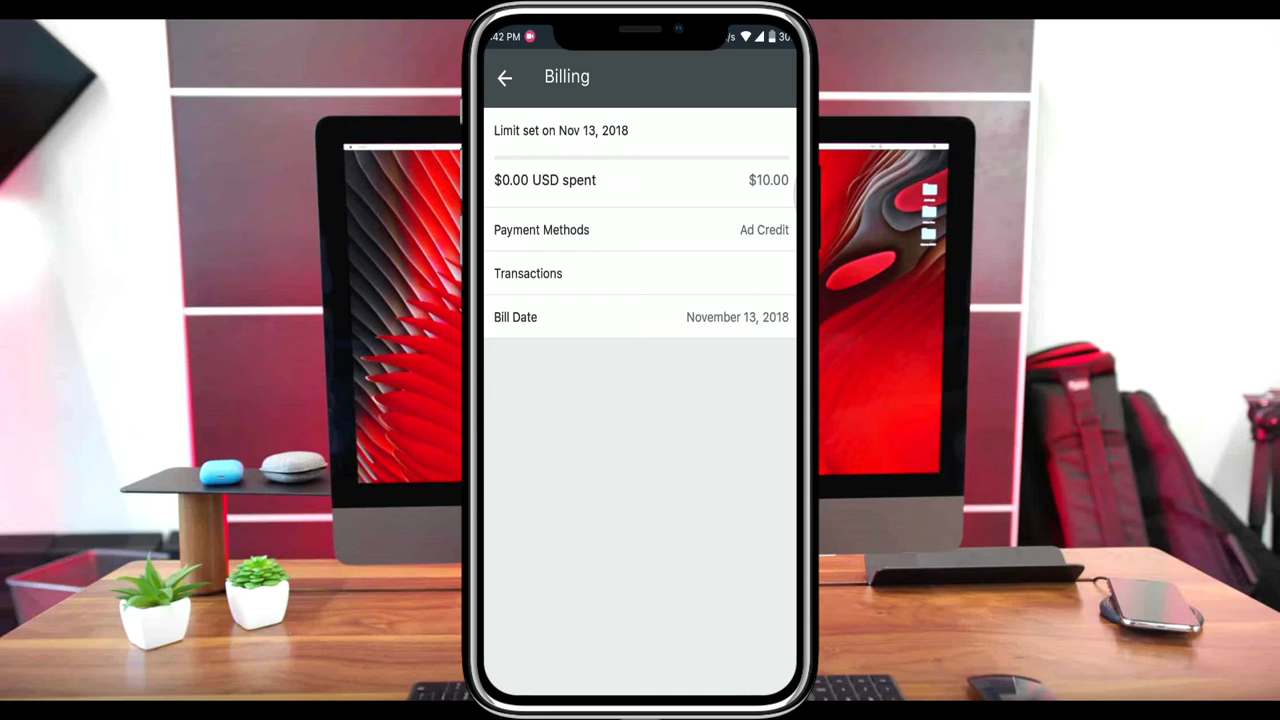 :42 PM
/s
30
Billing
Limit set on Nov 13, 2018
$0.00 USD spent $10.00
Payment Methods Ad Credit
Transactions
Bill Date November 13, 2018